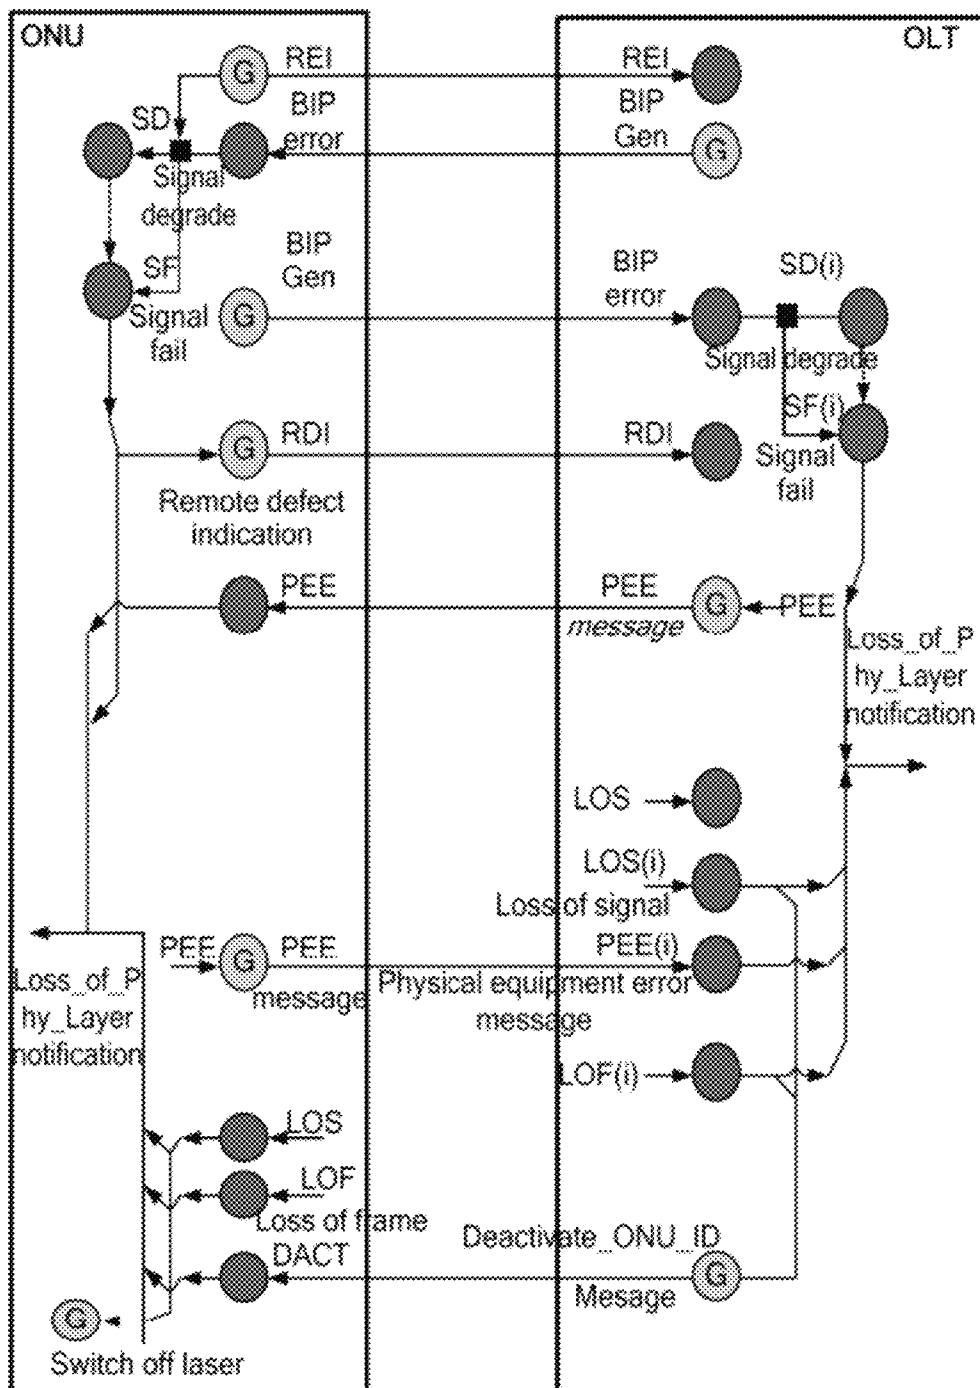 ONU
OLT
G
REI
REI
BIP
error
BIP
Gen
G
SD
Signal
degrade
SF
Signal
fail
BIP
Gen
G
BIP
error
SD(i)
Signal degrade
SF(i)
Signal
fail
G
RDI
RDI
Remote defect
indication
PEE
PEE
message
G
PEE
Loss_of_P
hy_Layer
notification
LOS
LOS(i)
Loss of signal
PEE
G
PEE
message
PEE(i)
Physical equipment error
message
Loss_of_P
hy_Layer
notification
LOF(i)
LOS
LOF
Loss of frame
DACT
Deactivate_ONU_ID
G
Mesage
G
Switch off laser